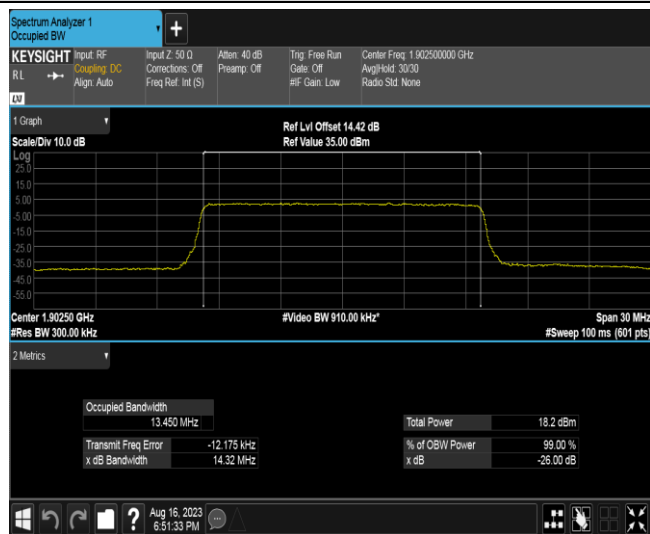 Spectrum Analyzer 1
Occupied BW
+
KEYSIGHT Input: RF Input Z: 50 Ω Atten: 40 dB Trig: Free Run Center Freq: 1.902500000 GHz
RL Coupling: DC Corrections: Off Preamp: Off Gate: Off Avg|Hold: 30/30
Align: Auto Freq Ref: Int (S) #IF Gain: Low Radio Std: None
LXI
1 Graph Ref Lvl Offset 14.42 dB
Scale/Div 10.0 dB Ref Value 35.00 dBm
Log
25.0
15.0
5.00
-5.00
-15.0
-25.0
-35.0
-45.0
-55.0
Center 1.90250 GHz #Video BW 910.00 kHz* Span 30 MHz
#Res BW 300.00 kHz #Sweep 100 ms (601 pts)
2 Metrics
Occupied Bandwidth
13.450 MHz Total Power 18.2 dBm
Transmit Freq Error -12.175 kHz % of OBW Power 99.00 %
x dB Bandwidth 14.32 MHz x dB -26.00 dB
? Aug 16, 2023
6:51:33 PM